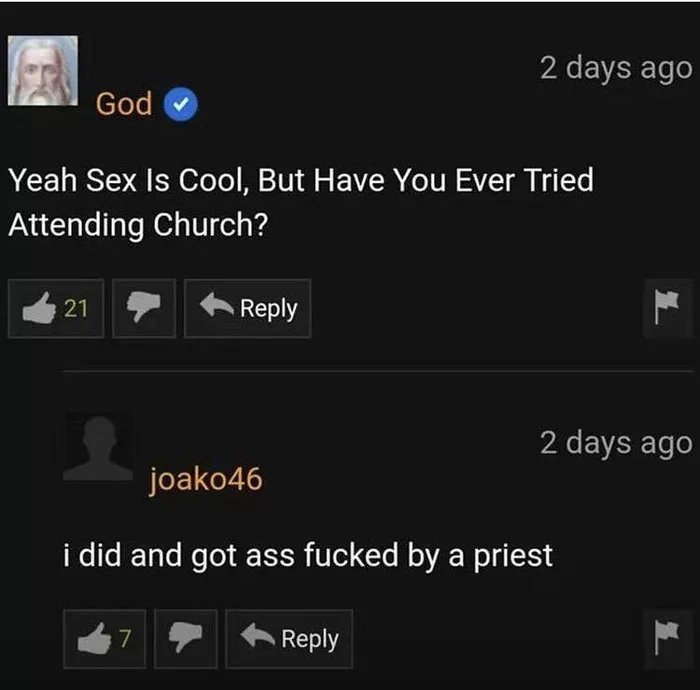 2 days ago
God
Yeah Sex Is Cool, But Have You Ever Tried
Attending Church?
21
Reply
2 days ago
joako46
i did and got ass fucked by a priest
7
Reply